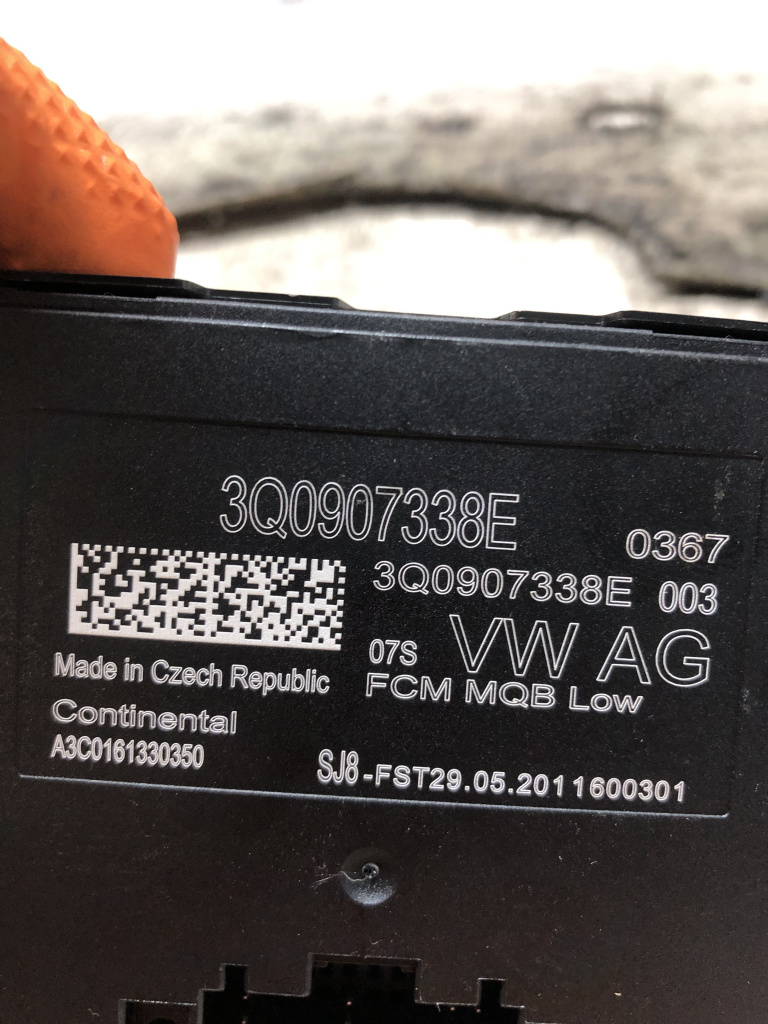 3Q0907338E
0367
3Q0907338E 003
07S VW AG
FCM MQB Low
Made in Czech Republic
Continental
A3C0161330350
SJ8-FST29.05.2011600301